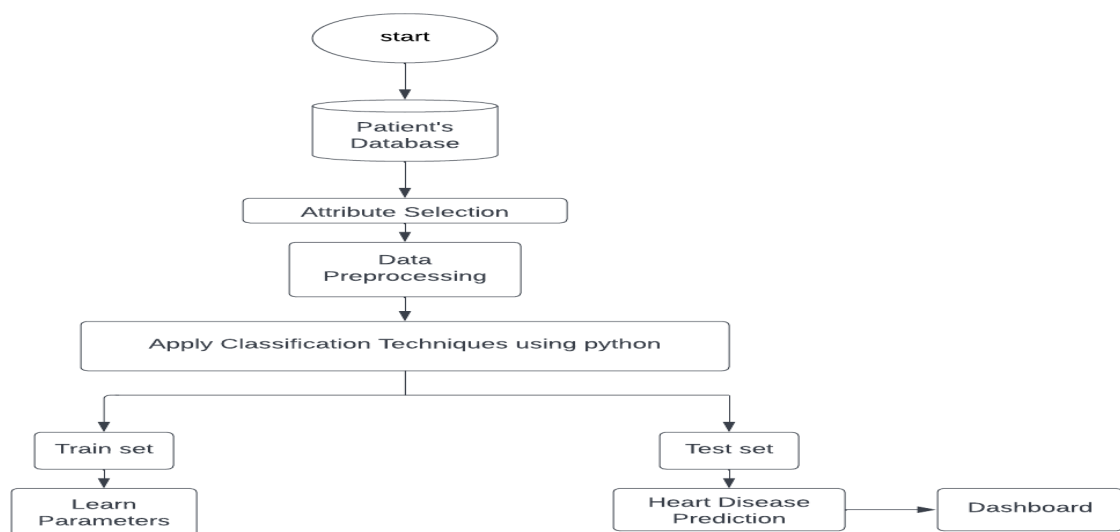 start
Patient's
Database
Attribute Selection
Data
Preprocessing
Apply Classification Techniques using python
Train set
Test set
Learn
Parameters
Heart Disease
Prediction
Dashboard